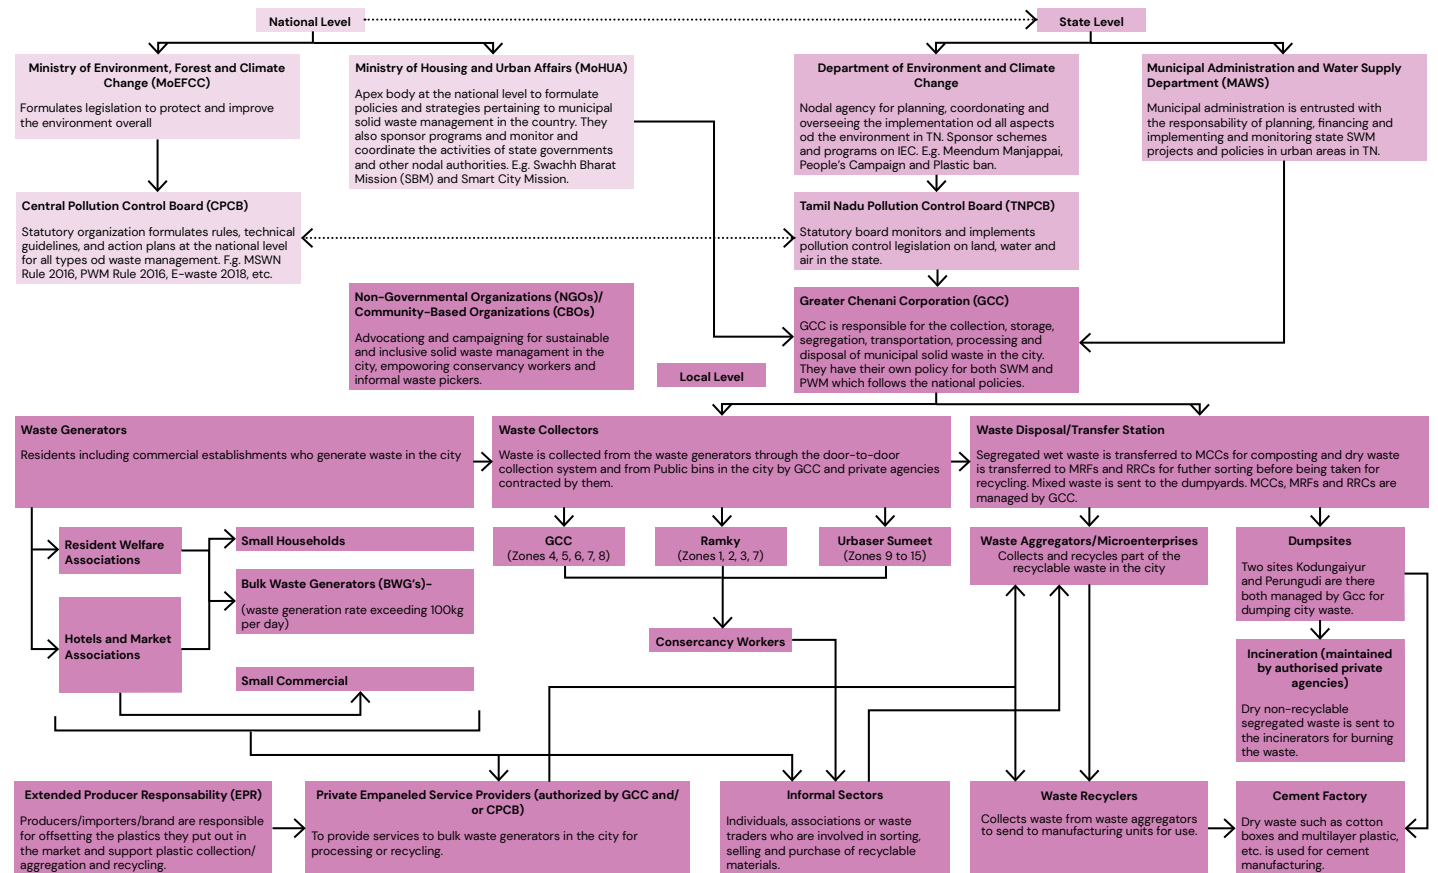 National Level
State Level
Ministry of Environment, Forest and Climate
Change (MoEFCC)
Formulates legislation to protect and improve
the environment overall
Ministry of Housing and Urban Affairs (MoHUA)
Apex body at the national level to formulate
policies and strategies pertaining to municipal
solid waste management in the country. They
also sponsor programs and monitor and
coordinate the activities of state governments
and other nodal authorities. E.g. Swachh Bharat
Mission (SBM) and Smart City Mission.
Department of Environment and Climate
Change
Nodal agency for planning, coordonating and
overseeing the implementation od all aspects
od the environment in TN. Sponsor schemes
and programs on IEC. E.g. Meendum Manjappai,
People's Campaign and Plastic ban.
Municipal Administration and Water Supply
Department (MAWS)
Municipal administration is entrusted with
the responsability of planning, financing and
implementing and monitoring state SWM
projects and policies in urban areas in TN.
Central Pollution Control Board (CPCB)
Statutory organization formulates rules, technical
guidelines, and action plans at the national level
for all types od waste management. F.g. MSWN
Rule 2016, PWM Rule 2016, E-waste 2018, etc.
Tamil Nadu Pollution Control Board (TNPCB)
Statutory board monitors and implements
pollution control legislation on land, water and
air in the state.
Non-Governmental Organizations (NGOs)/
Community-Based Organizations (CBOs)
Advocationg and campaigning for sustainable
and inclusive solid waste managament in the
city, empoworing conservancy workers and
informal waste pickers.
Local Level
Greater Chenani Corporation (GCC)
GCC is responsible for the collection, storage,
segregation, transportation, processing and
disposal of municipal solid waste in the city.
They have their own policy for both SWM and
PWM which follows the national policies.
Waste Generators
Residents including commercial establishments who generate waste in the city
Waste Collectors
Waste is collected from the waste generators through the door-to-door
collection system and from Public bins in the city by GCC and private agencies
contracted by them.
Waste Disposal/Transfer Station
Segregated wet waste is transferred to MCCs for composting and dry waste
is transferred to MRFs and RRCs for futher sorting before being taken for
recycling. Mixed waste is sent to the dumpyards. MCCs, MRFs and RRCs are
managed by GCC.
Resident Welfare
Associations
Hotels and Market
Associations
Small Households
Bulk Waste Generators (BWG's)-
(waste generation rate exceeding 100kg
per day)
Small Commercial
GCC
(Zones 4, 5, 6, 7, 8)
Ramky
(Zones 1, 2, 3, 7)
Urbaser Sumeet
(Zones 9 to 15)
Consercancy Workers
Waste Aggregators/Microenterprises
Collects and recycles part of the
recyclable waste in the city
Dumpsites
Two sites Kodungaiyur
and Perungudi are there
both managed by Gcc for
dumping city waste.
Incineration (maintained
by authorised private
agencies)
Dry non-recyclable
segregated waste is sent to
the incinerators for burning
the waste.
Extended Producer Responsability (EPR)
Producers/importers/brand are responsible
for offsetting the plastics they put out in
the market and support plastic collection/
aggregation and recycling.
Private Empaneled Service Providers (authorized by GCC and/
or CPCB)
To provide services to bulk waste generators in the city for
processing or recycling.
Informal Sectors
Individuals, associations or waste
traders who are involved in sorting,
selling and purchase of recyclable
materials.
Waste Recyclers
Collects waste from waste aggregators
to send to manufacturing units for use.
Cement Factory
Dry waste such as cotton
boxes and multilayer plastic,
etc. is used for cement
manufacturing.